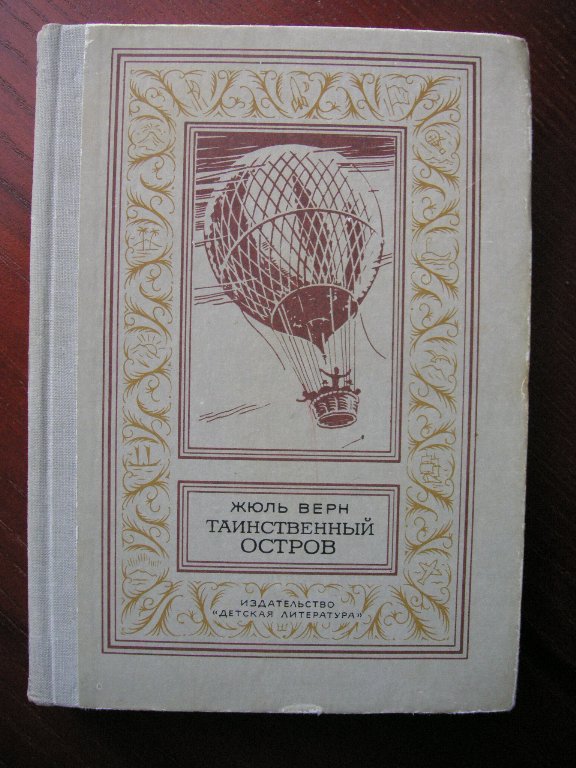 ЖЮЛЬ ВЕРН
ТАИНСТВЕННЫЙ
ОСТРОВ
ИЗДАТЕЛЬСТВО
«ДЕТСКАЯ ЛИТЕРАТУРА»